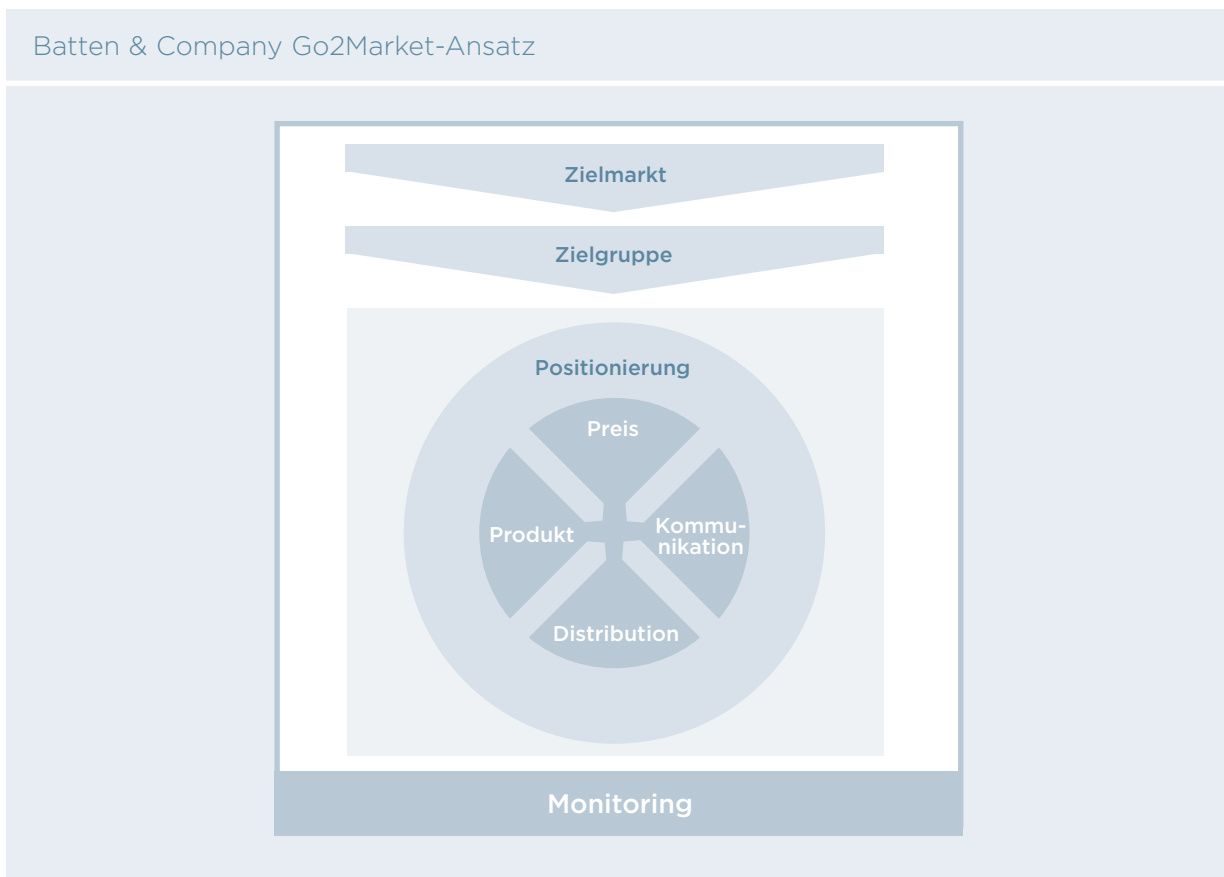 Batten & Company Go2Market-Ansatz
Zielmarkt
Zielgruppe
Positionierung
Preis
Produkt
Kommu-
nikation
Distribution
Monitoring